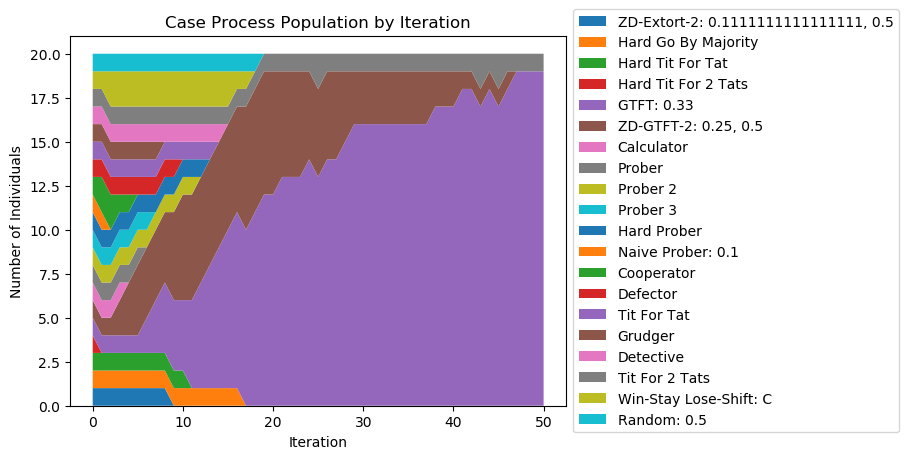 Case Process Population by Iteration
Number of Individuals
20.0
17.5
15.0
12.5
10.0
7.5
5.0
2.5
0.0
0
10
20
30
40
50
Iteration
ZD-Extort-2: 0.1111111111111111, 0.5
Hard Go By Majority
Hard Tit For Tat
Hard Tit For 2 Tats
GTFT: 0.33
ZD-GTFT-2: 0.25, 0.5
Calculator
Prober
Prober 2
Prober 3
Hard Prober
Naive Prober: 0.1
Cooperator
Defector
Tit For Tat
Grudger
Detective
Tit For 2 Tats
Win-Stay Lose-Shift: C
Random: 0.5